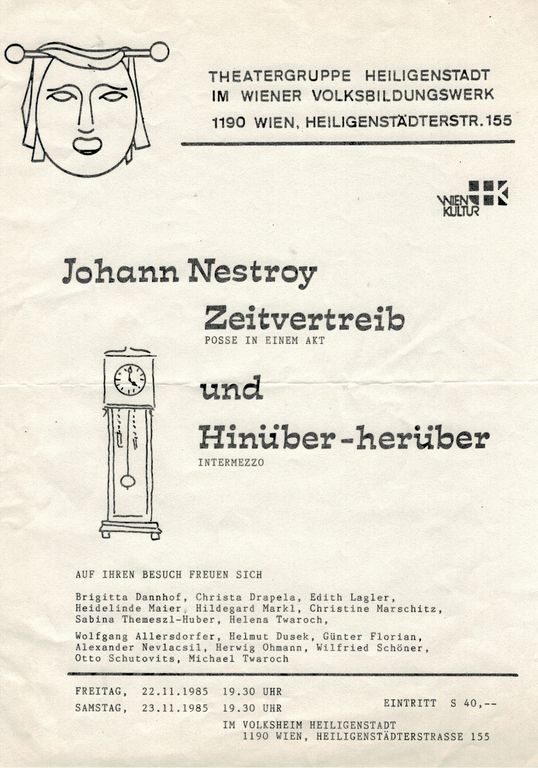 THEATERGRUPPE HEILIGENSTADT
IM WIENER VOLKSBILDUNGSWERK
1190 WIEN, HEILIGENSTÄDTERSTR. 155
WIEN
KULTUR
Johann Nestroy
Zeitvertreib
POSSE IN EINEM AKT
und
Hinüber-herüber
INTERMEZZO
AUF IHREN BESUCH FREUEN SICH
Brigitta Dannhof, Christa Drapela, Edith Lagler,
Heidelinde Maier, Hildegard Markl, Christine Marschitz,
Sabina Themeszl-Huber, Helena Twaroch,
Wolfgang Allersdorfer, Helmut Dusek, Günter Florian,
Alexander Nevlacsil, Herwig Ohmann, Wilfried Schöner,
Otto Schutovits, Michael Twaroch
FREITAG, 22.11.1985 19.30 UHR
SAMSTAG, 23.11.1985 19.30 UHR
EINTRITT S 40,--
IM VOLKSHEIM HEILIGENSTADT
1190 WIEN, HEILIGENSTÄDTERSTRASSE 155